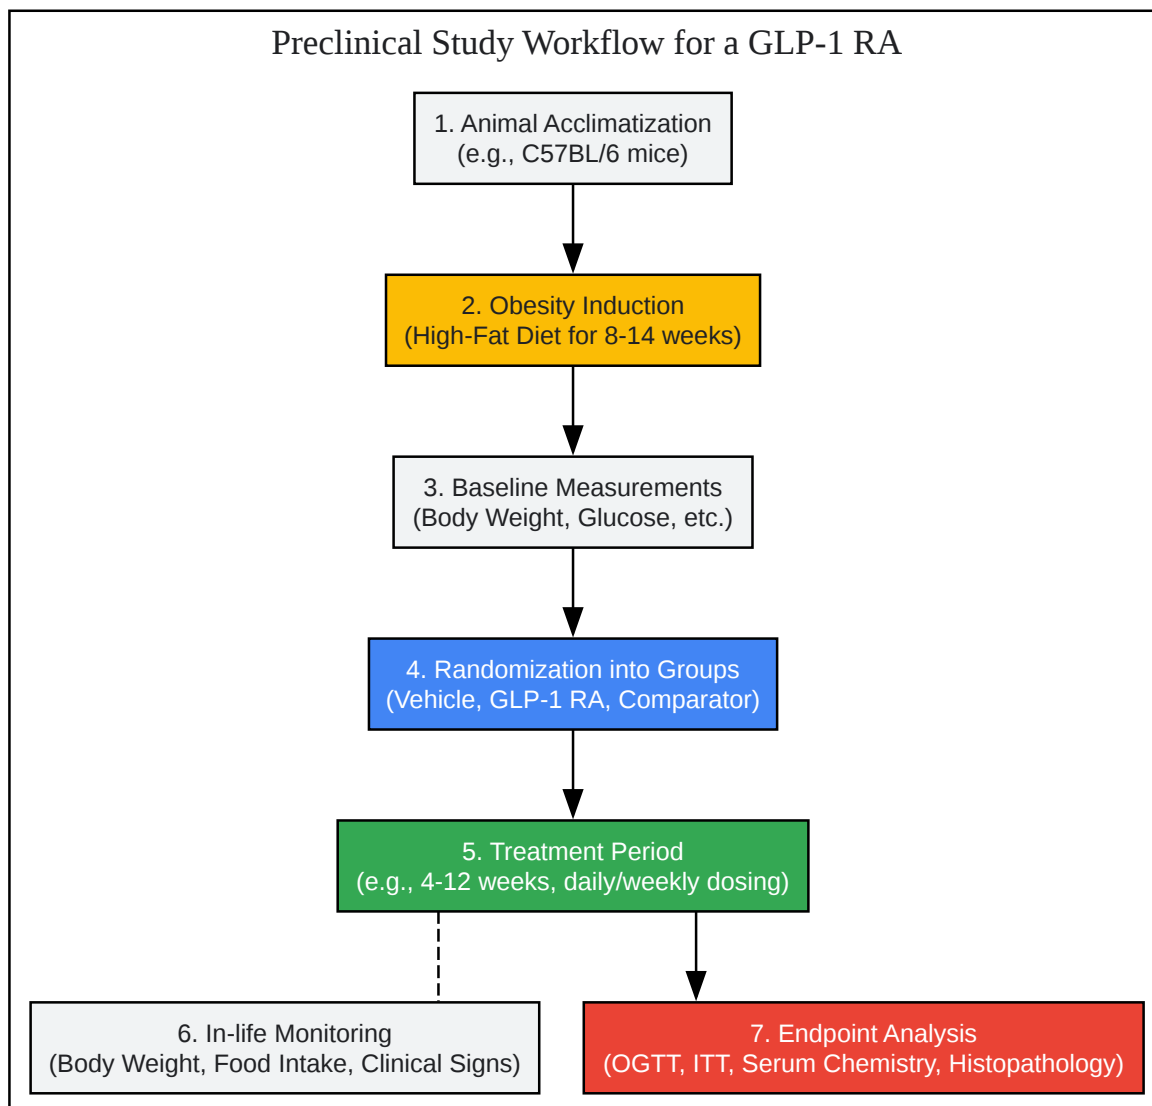 Preclinical Study Workflow for a GLP-1 RA
1. Animal Acclimatization
(e.g., C57BL/6 mice)
2. Obesity Induction
(High-Fat Diet for 8-14 weeks)
3. Baseline Measurements
(Body Weight, Glucose, etc.)
4. Randomization into Groups
(Vehicle, GLP-1 RA, Comparator)
5. Treatment Period
(e.g., 4-12 weeks, daily/weekly dosing)
6. In-life Monitoring
(Body Weight, Food Intake, Clinical Signs)
7. Endpoint Analysis
(OGTT, ITT, Serum Chemistry, Histopathology)